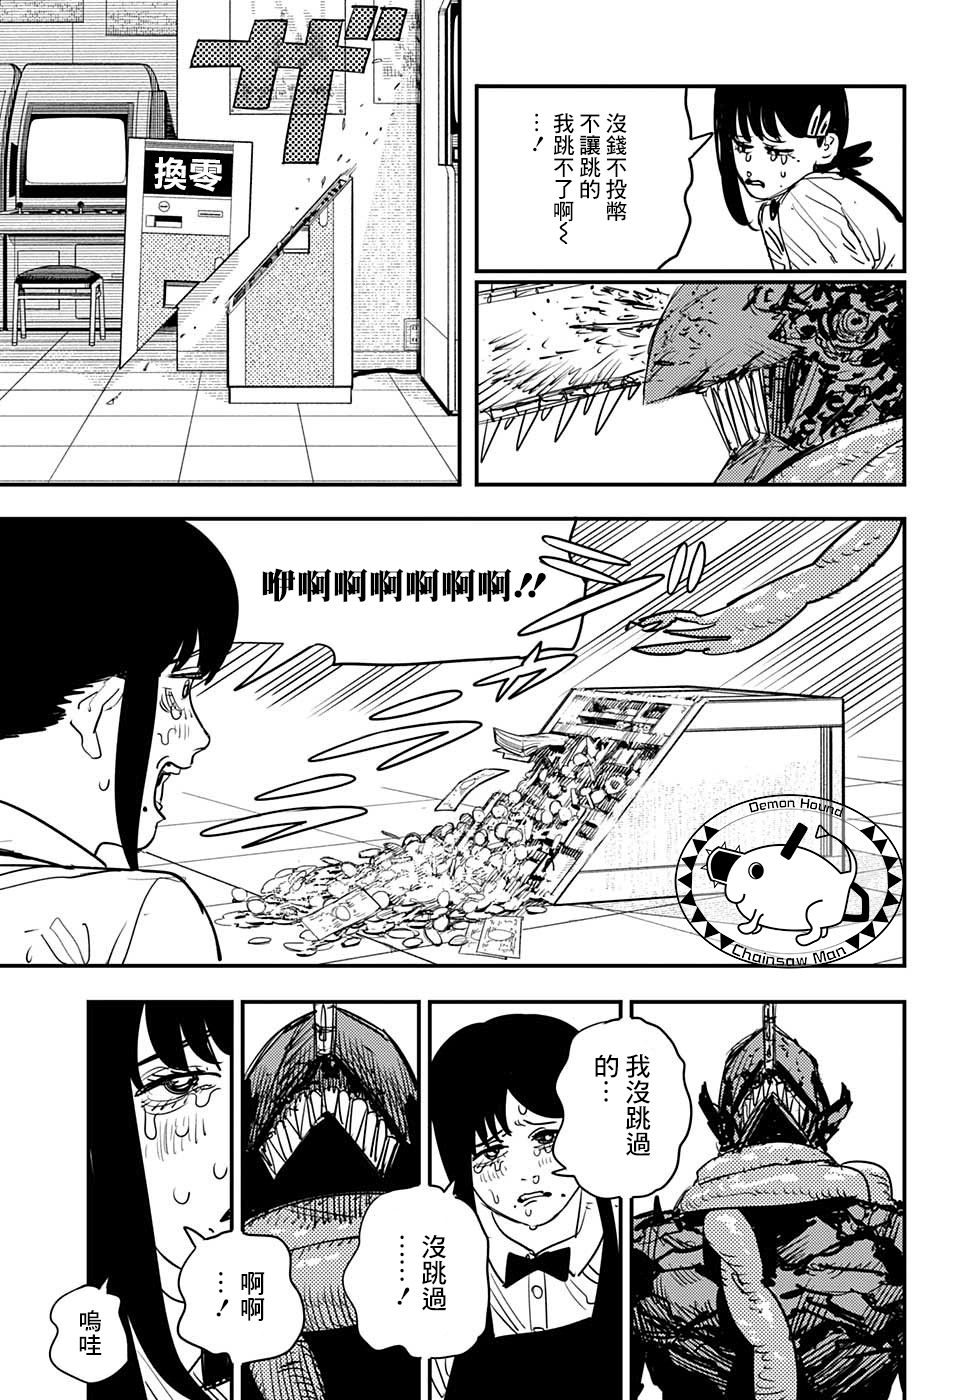 沒錢不投幣
不讓跳的
我跳不了啊～
…！
ザ
換零
咿啊啊啊啊啊啊!!
Demon Hound
Chainsaw Man
我沒跳過
的…
沒跳過
……！
啊啊
…！
嗚哇